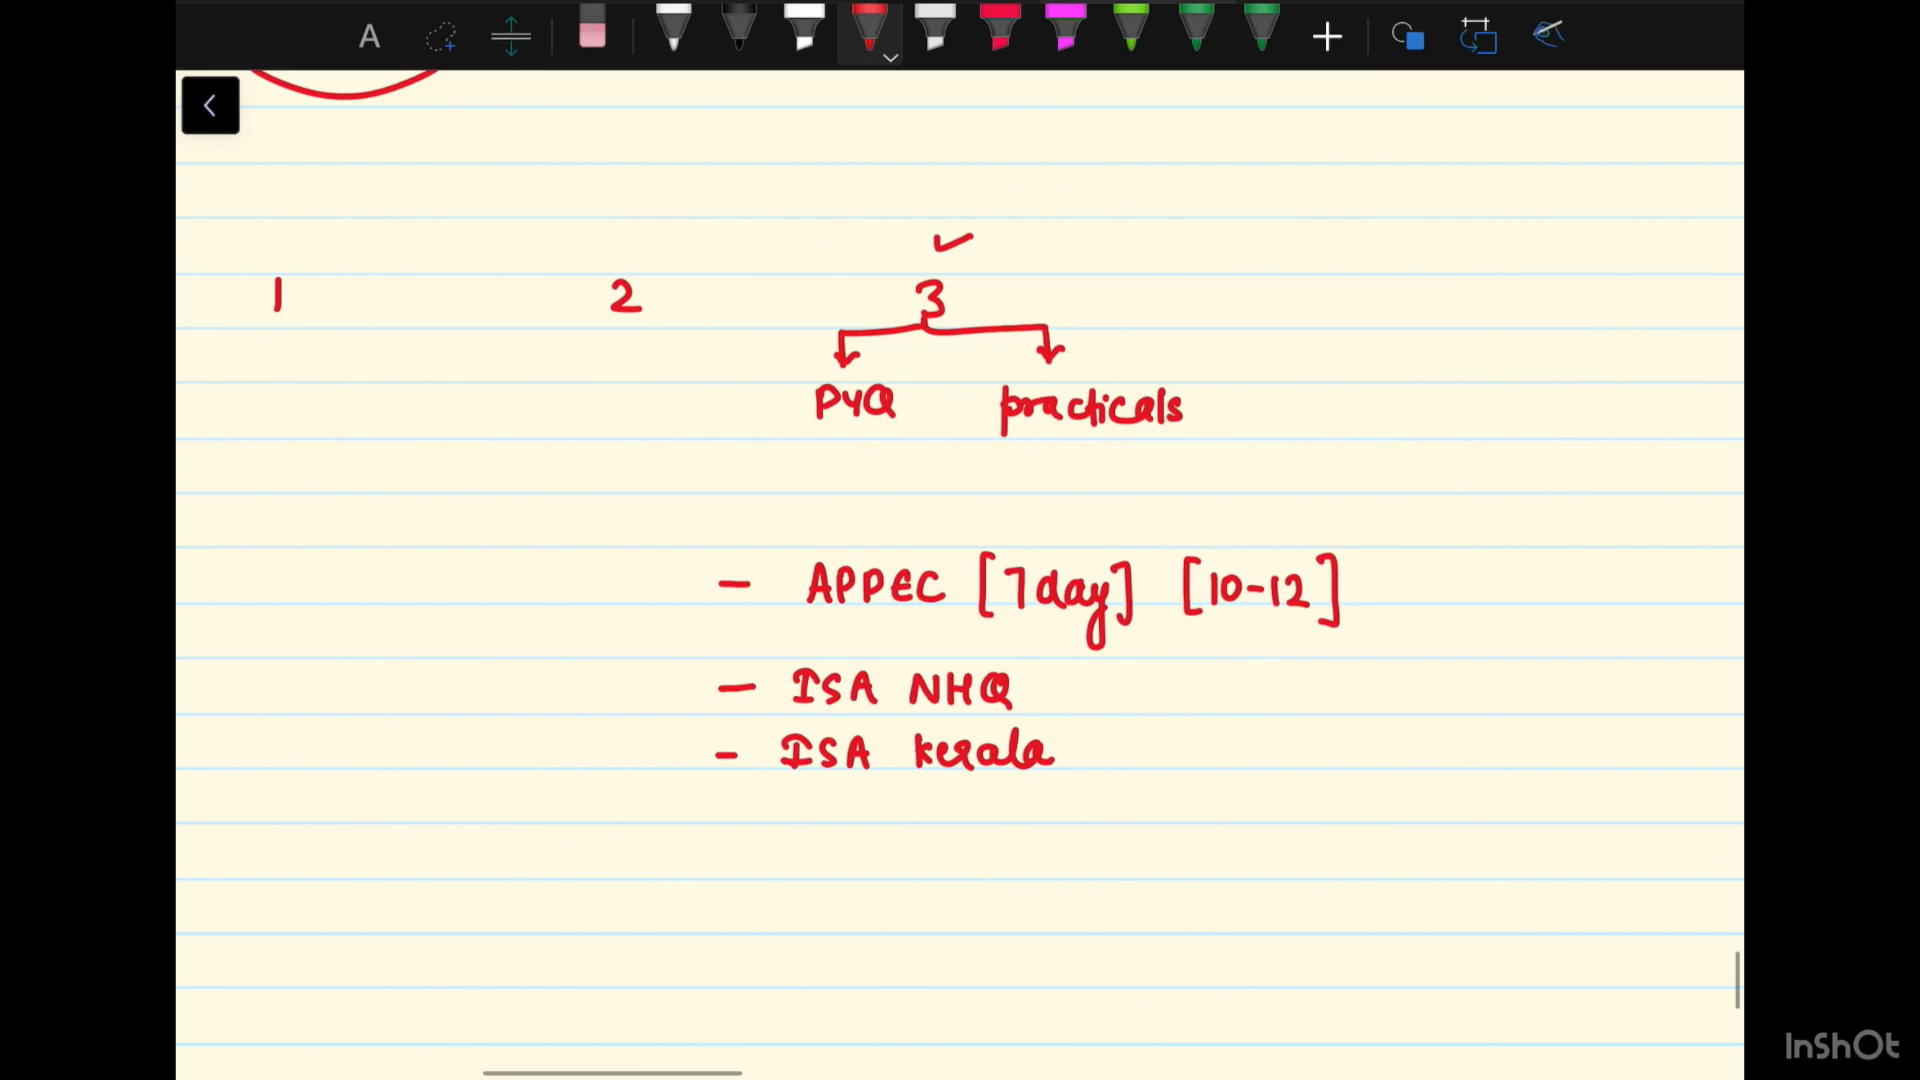 A
1 2 3
PYQ practicals
- APPEC [7day] [10-12]
- ISA NHQ
- ISA kerala
InShOt